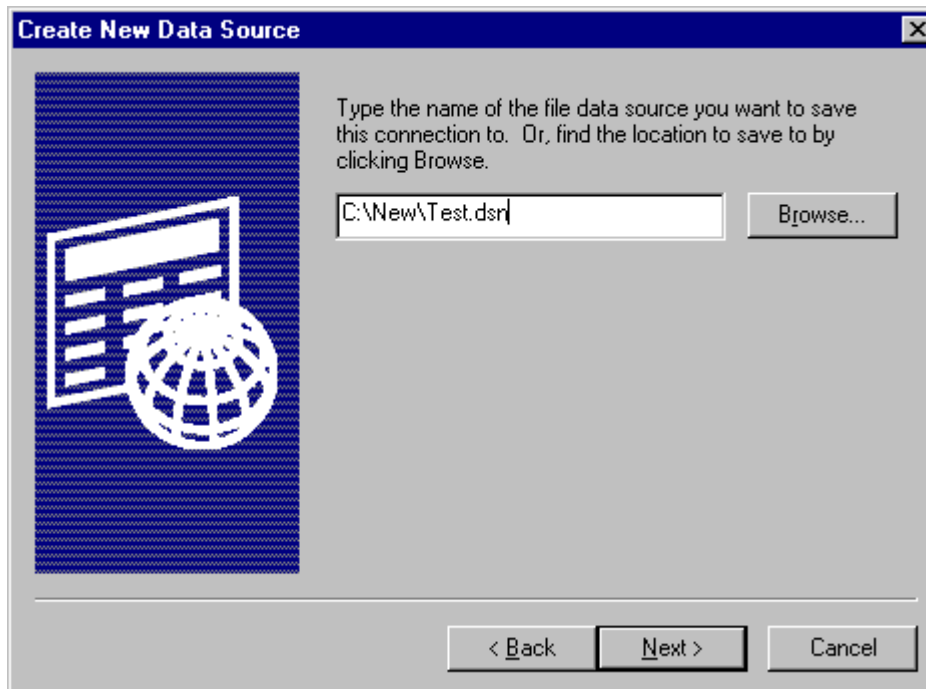 Create New Data Source
Type the name of the file data source you want to save
this connection to.  Or, find the location to save to by
clicking Browse.
C:\New\Test.dsn
Browse...
< Back
Next >
Cancel